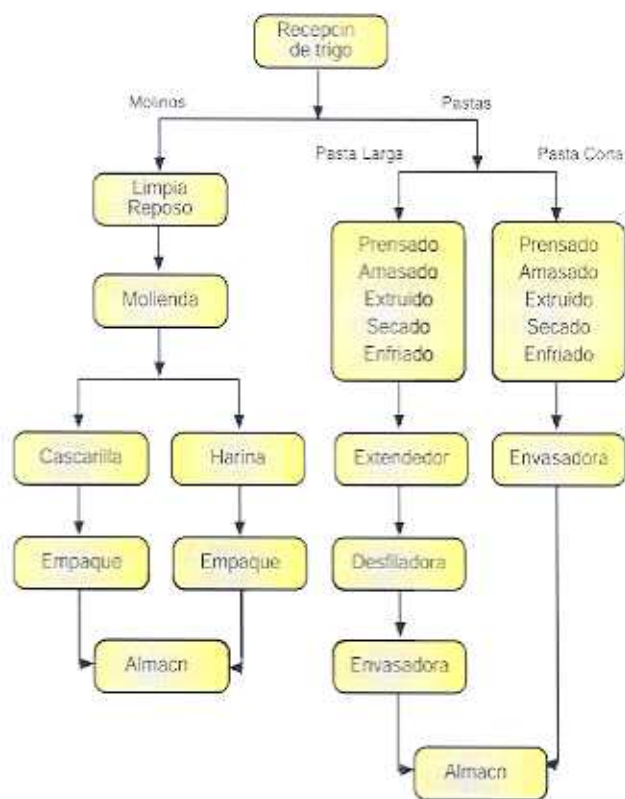 Recepcin
de trigo
Molinos
Pastas
Pasta Larga
Pasta Corta
Limpia
Reposo
Molienda
Prensado
Amasado
Extruido
Secado
Enfriado
Prensado
Amasado
Extruido
Secado
Enfriado
Cascarilla
Harina
Extendedor
Envasadora
Empaque
Empaque
Desfiladora
Almacn
Envasadora
Almacn